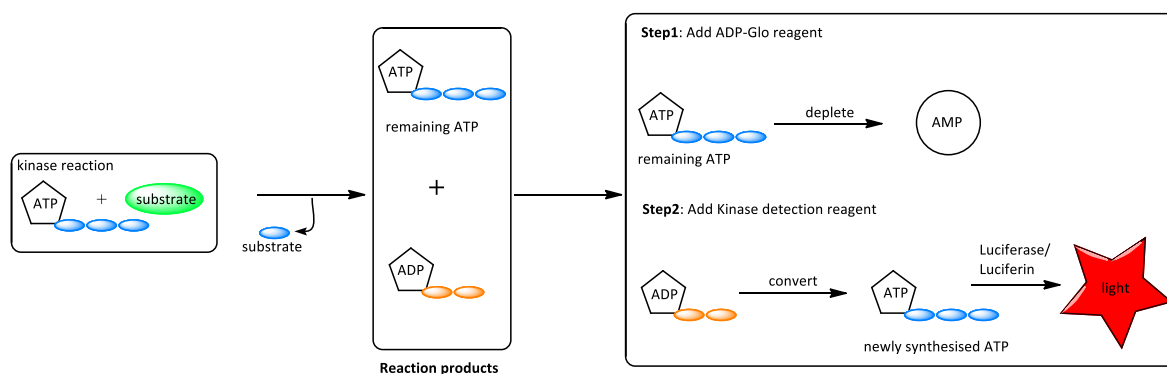 kinase reaction
ATP
+
substrate
substrate
ATP
remaining ATP
+
ADP
Reaction products
Step1: Add ADP-Glo reagent
ATP
deplete
AMP
remaining ATP
Step2: Add Kinase detection reagent
ADP
convert
ATP
newly synthesised ATP
Luciferase/
Luciferin
light